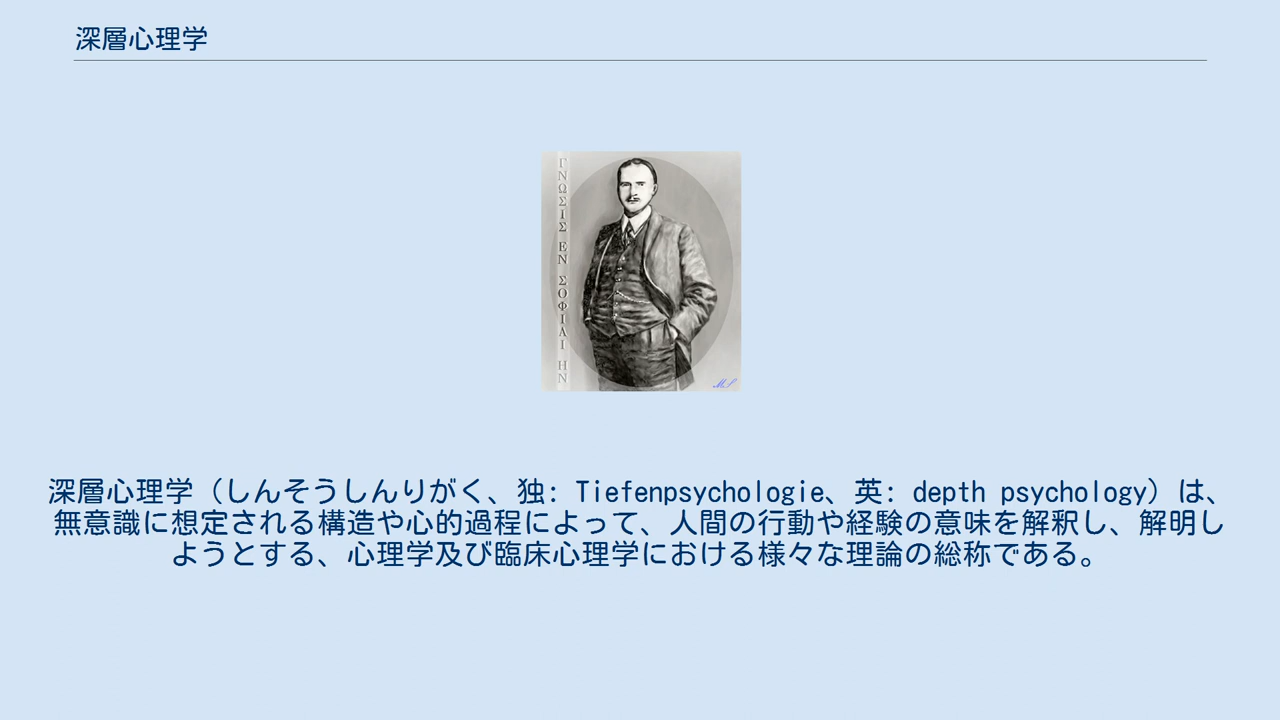 深層心理学
ΓΝΩΣΙΣ ΕΝ ΣΟΦΙΑΙ ΗΝ
深層心理学（しんそうしんりがく、独: Tiefenpsychologie、英: depth psychology）は、
無意識に想定される構造や心的過程によって、人間の行動や経験の意味を解釈し、解明し
ようとする、心理学及び臨床心理学における様々な理論の総称である。